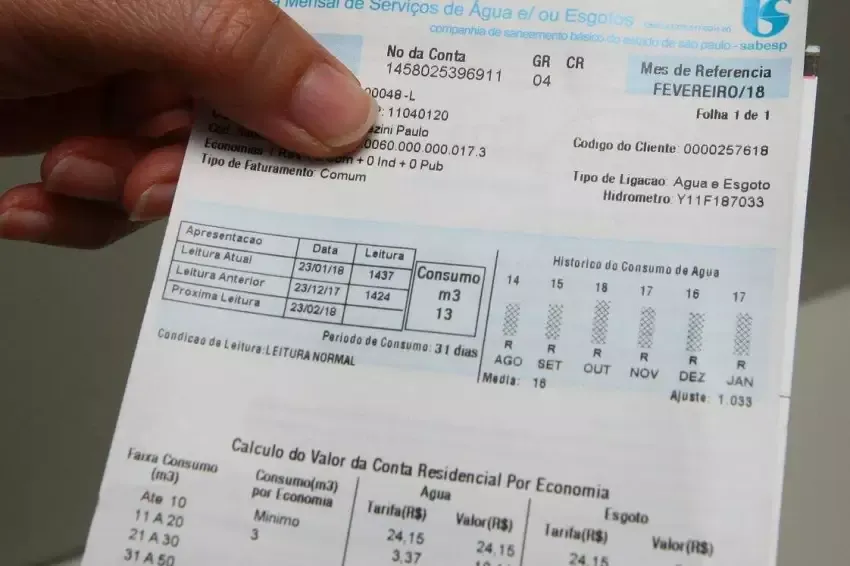 Mensal de Serviços de Água e/ ou Esgotos
companhia de saneamento básico do estado de são paulo - sabesp
No da Conta GR CR
1458025396911 04
Mes de Referencia
FEVEREIRO/18
Folha 1 de 1
00048-L
: 11040120
zini Paulo
Codigo do Cliente: 0000257618
0060.000.000.017.3
Economias + 0 Ind + 0 Pub
Tipo de Faturamento: Comum
Tipo de Ligacao: Agua e Esgoto
Hidrometro: Y11F187033
Apresentacao Data Leitura
Leitura Atual 23/01/18 1437
Leitura Anterior 23/12/17 1424
Proxima Leitura 23/02/18
Consumo
m3
13
Periodo de Consumo: 31 dias
Condicao de Leitura:LEITURA NORMAL
Historico do Consumo de Agua
14 15 18 17 16 17
R R R R R R
AGO SET OUT NOV DEZ JAN
Media: 16
Ajuste: 1.033
Calculo do Valor da Conta Residencial Por Economia
Faixa Consumo (m3) Consumo(m3) por Economia Agua Esgoto
Tarifa(R$) Valor(R$) Tarifa(R$) Valor(R$)
Ate 10 Minimo 24,15 24,15 24,15
11 A 20 3 3,37
21 A 30
31 A 50